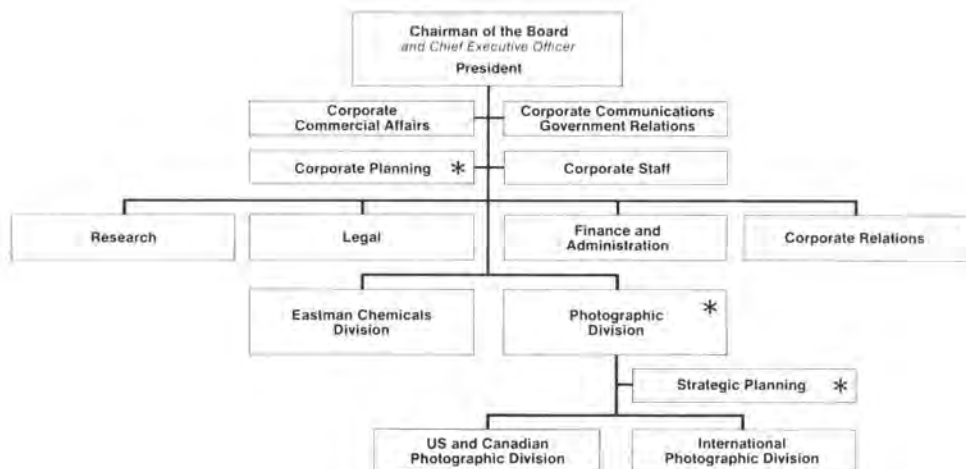 Chairman of the Board
and Chief Executive Officer
President
Corporate
Commercial Affairs
Corporate Communications
Government Relations
Corporate Planning *
Corporate Staff
Research
Legal
Finance and
Administration
Corporate Relations
Eastman Chemicals
Division
Photographic
Division *
Strategic Planning *
US and Canadian
Photographic Division
International
Photographic Division